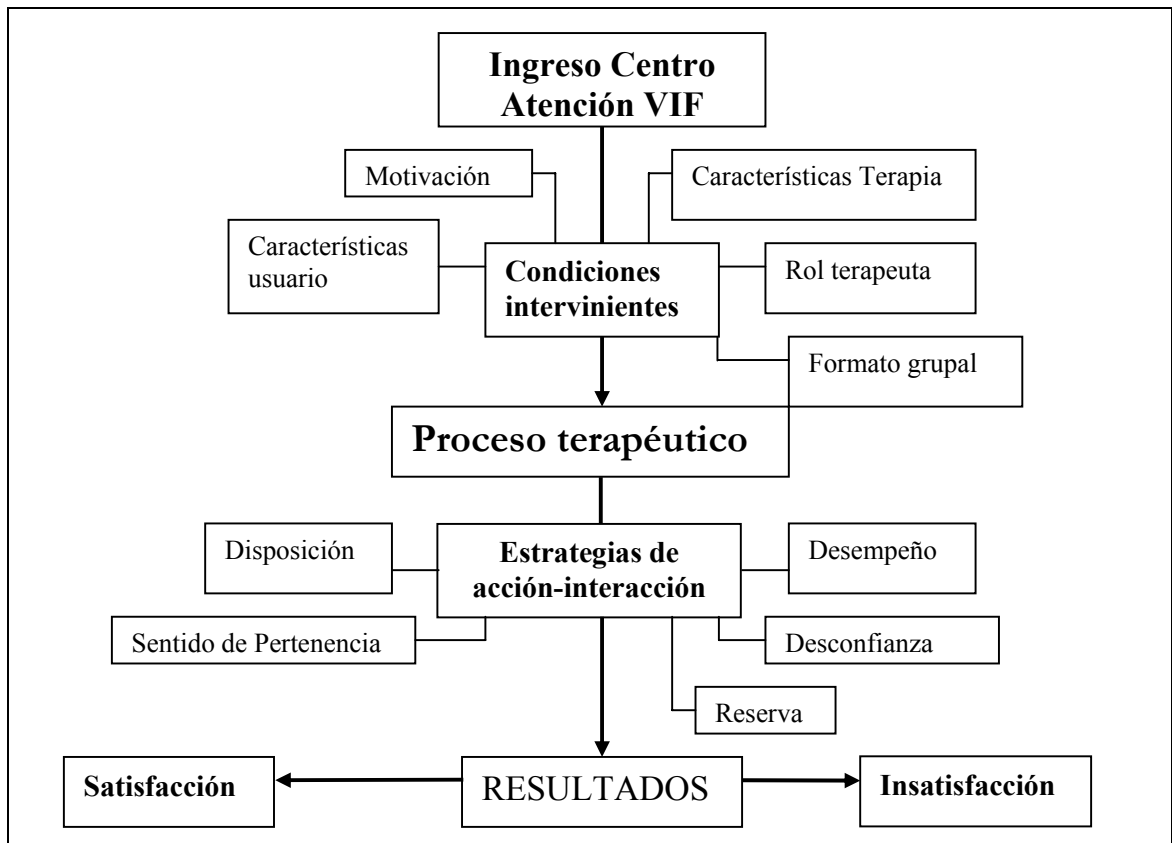 Ingreso Centro
Atención VIF
Motivación
Características Terapia
Características
usuario
Condiciones
intervinientes
Rol terapeuta
Formato grupal
Proceso terapéutico
Disposición
Estrategias de
acción-interacción
Desempeño
Sentido de Pertenencia
Desconfianza
Reserva
Satisfacción
RESULTADOS
Insatisfacción